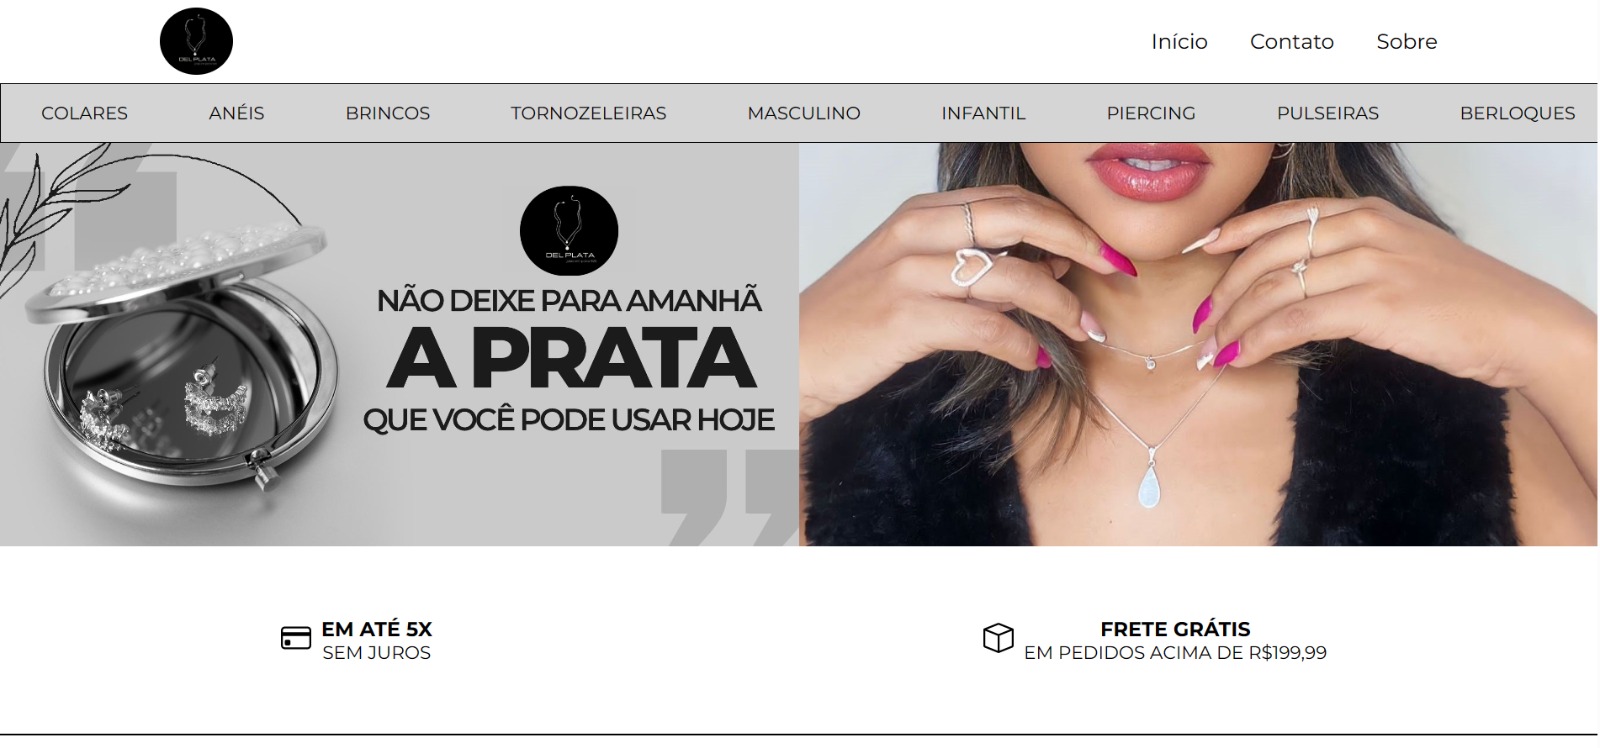 DEL PLATA
Início
Contato
Sobre
COLARES
ANÉIS
BRINCOS
TORNOZELEIRAS
MASCULINO
INFANTIL
PIERCING
PULSEIRAS
BERLOQUES
DEL PLATA
NÃO DEIXE PARA AMANHÃ
A PRATA
QUE VOCÊ PODE USAR HOJE
EM ATÉ 5X
SEM JUROS
FRETE GRÁTIS
EM PEDIDOS ACIMA DE R$199,99